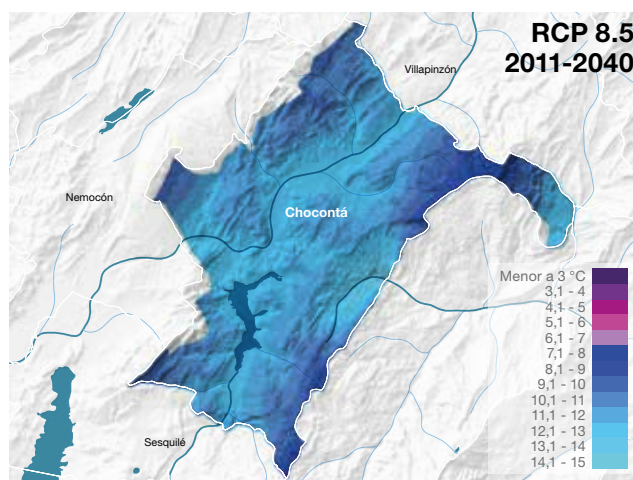 RCP 8.5
2011-2040
Villapinzón
Nemocón
Chocontá
Sesquilé
Menor a 3 °C
3,1 - 4
4,1 - 5
5,1 - 6
6,1 - 7
7,1 - 8
8,1 - 9
9,1 - 10
10,1 - 11
11,1 - 12
12,1 - 13
13,1 - 14
14,1 - 15